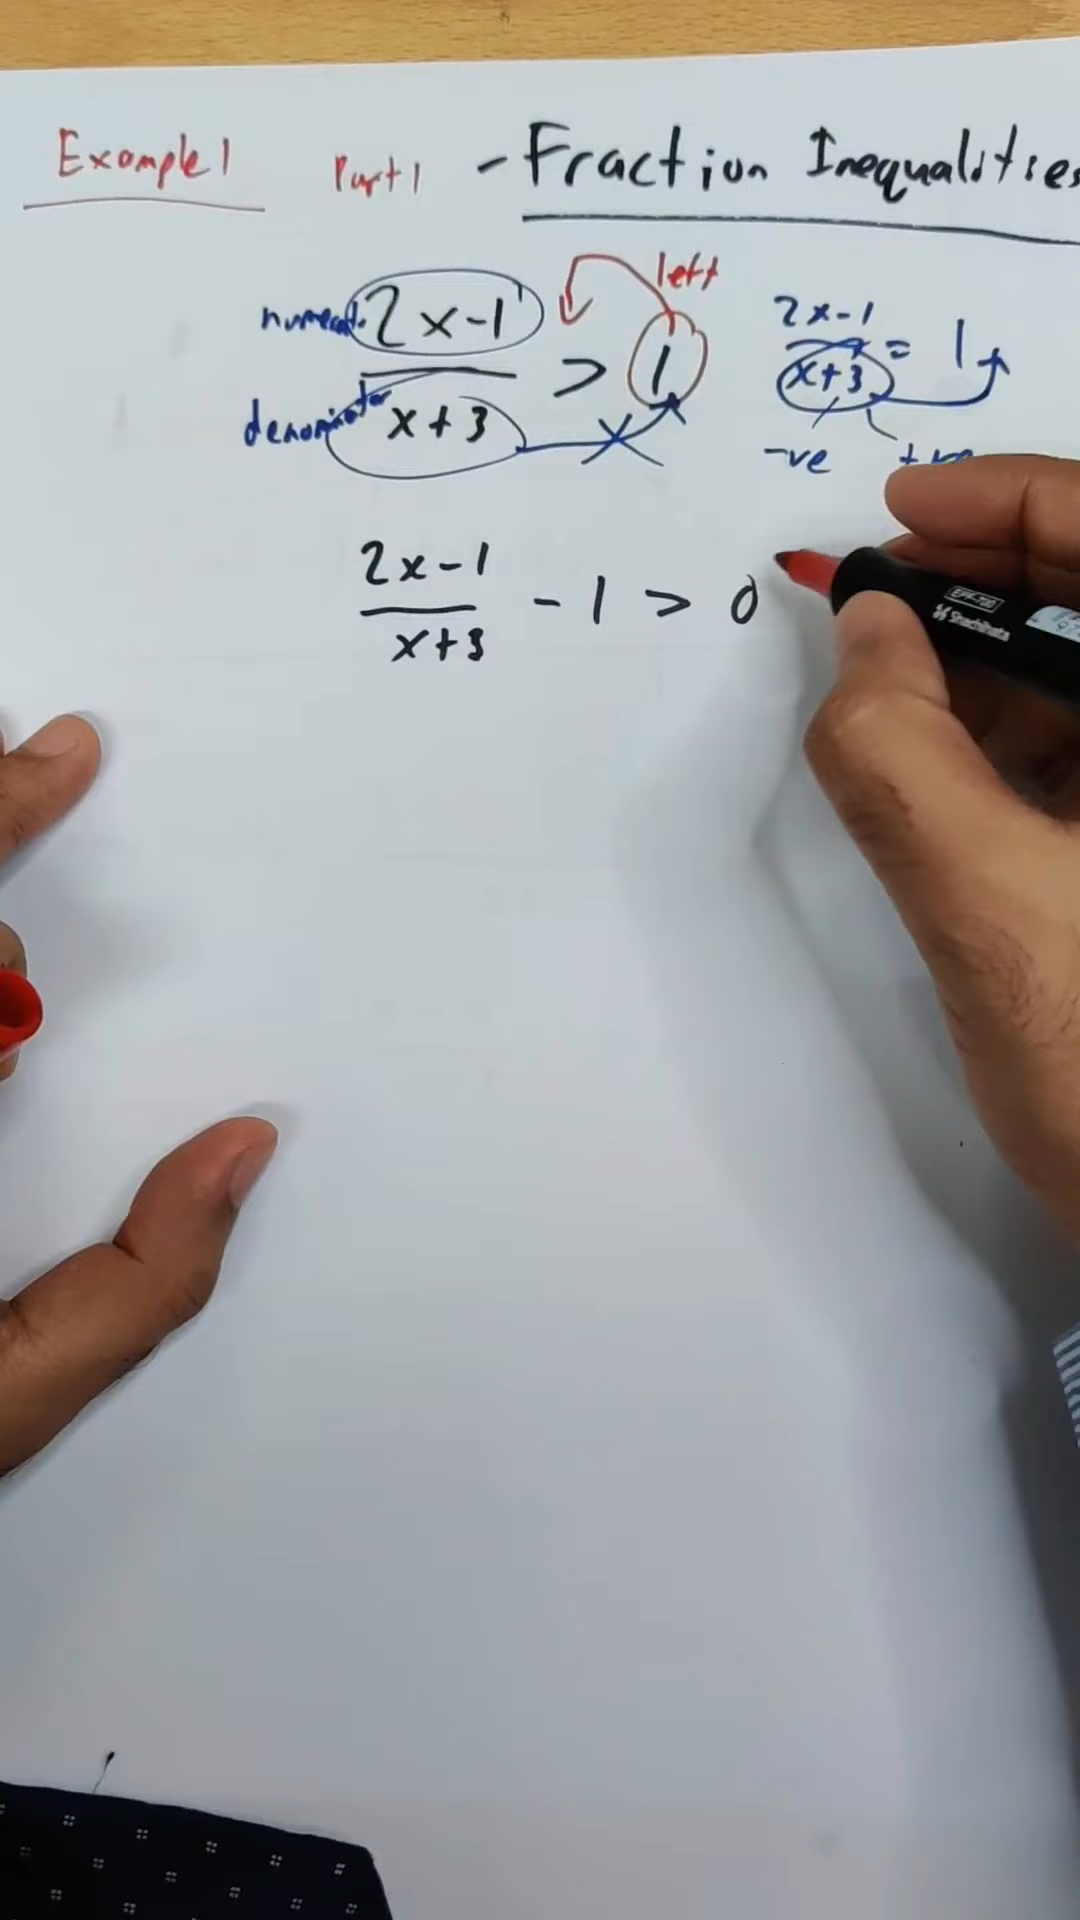 Example 1 Part 1 - Fraction Inequalities
left
numerat. 2x-1 > 1
denominator x+3
2x-1 = 1
x+3
-ve
2x-1 - 1 > 0
x+3